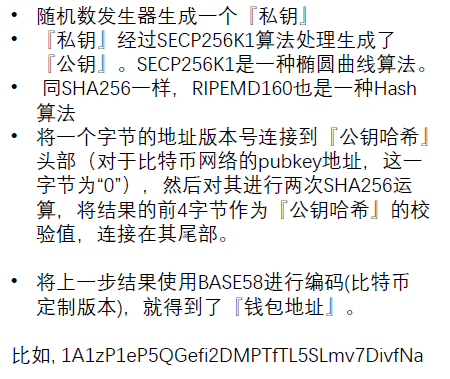 • 随机数发生器生成一个『私钥』
• 『私钥』经过SECP256K1算法处理生成了
『公钥』。SECP256K1是一种椭圆曲线算法。
• 同SHA256一样，RIPEMD160也是一种Hash
算法
• 将一个字节的地址版本号连接到『公钥哈希』
头部（对于比特币网络的pubkey地址，这一
字节为“0”），然后对其进行两次SHA256运
算，将结果的前4字节作为『公钥哈希』的校
验值，连接在其尾部。
• 将上一步结果使用BASE58进行编码(比特币
定制版本)，就得到了『钱包地址』。
比如, 1A1zP1eP5QGefi2DMPTfTL5SLmv7DivfNa